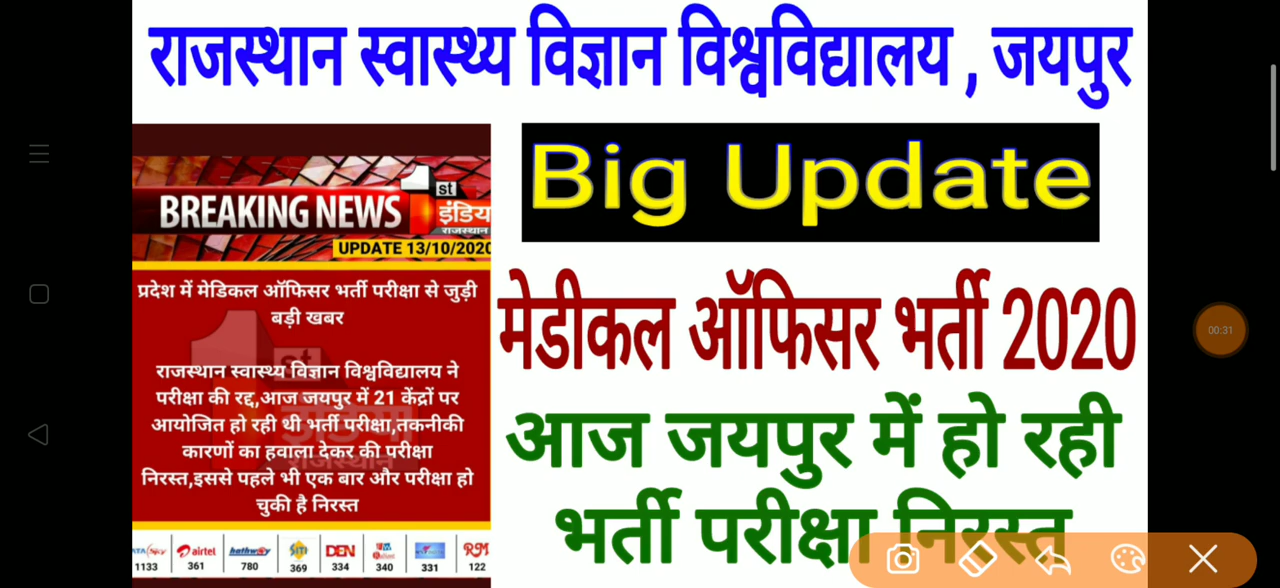 राजस्थान स्वास्थ्य विज्ञान विश्वविद्यालय , जयपुर
BREAKING NEWS
1st
इंडिया
राजस्थान
UPDATE 13/10/2020
प्रदेश में मेडिकल ऑफिसर भर्ती परीक्षा से जुड़ी
बड़ी खबर
राजस्थान स्वास्थ्य विज्ञान विश्वविद्यालय ने
परीक्षा की रद्द,आज जयपुर में 21 केंद्रों पर
आयोजित हो रही थी भर्ती परीक्षा,तकनीकी
कारणों का हवाला देकर की परीक्षा
निरस्त,इससे पहले भी एक बार और परीक्षा हो
चुकी है निरस्त
airtel hathway SITI DEN RM
1133 361 780 369 334 340 331 122
Big Update
मेडीकल ऑफिसर भर्ती 2020
आज जयपुर में हो रही
भर्ती परीक्षा निरस्त
00:31